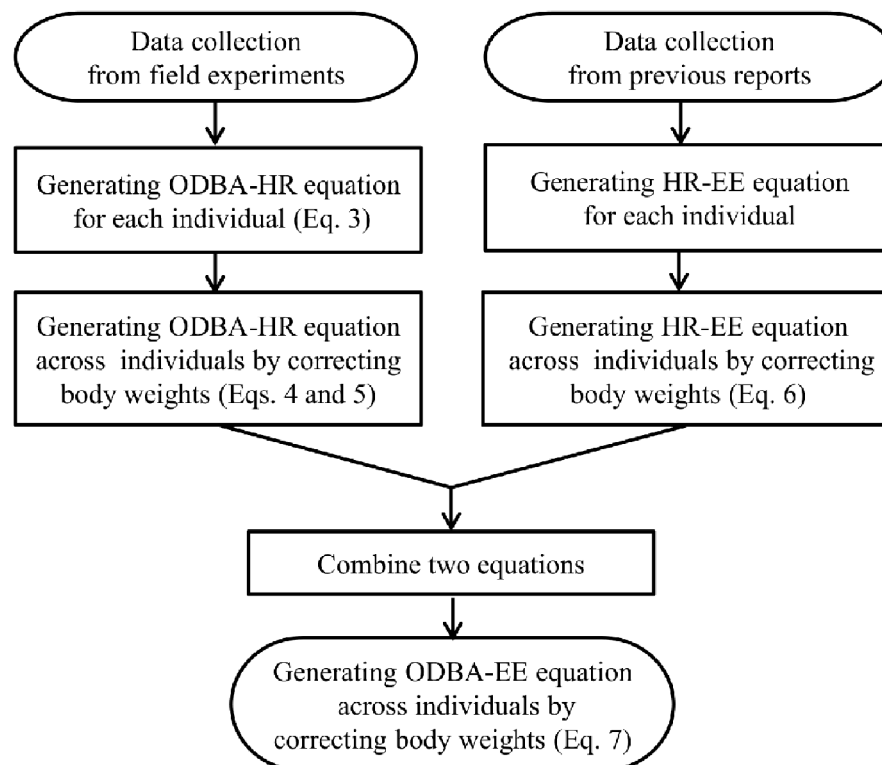 Data collection
from field experiments
Data collection
from previous reports
Generating ODBA-HR equation
for each individual (Eq. 3)
Generating HR-EE equation
for each individual
Generating ODBA-HR equation
across individuals by correcting
body weights (Eqs. 4 and 5)
Generating HR-EE equation
across individuals by correcting
body weights (Eq. 6)
Combine two equations
Generating ODBA-EE equation
across individuals by
correcting body weights (Eq. 7)